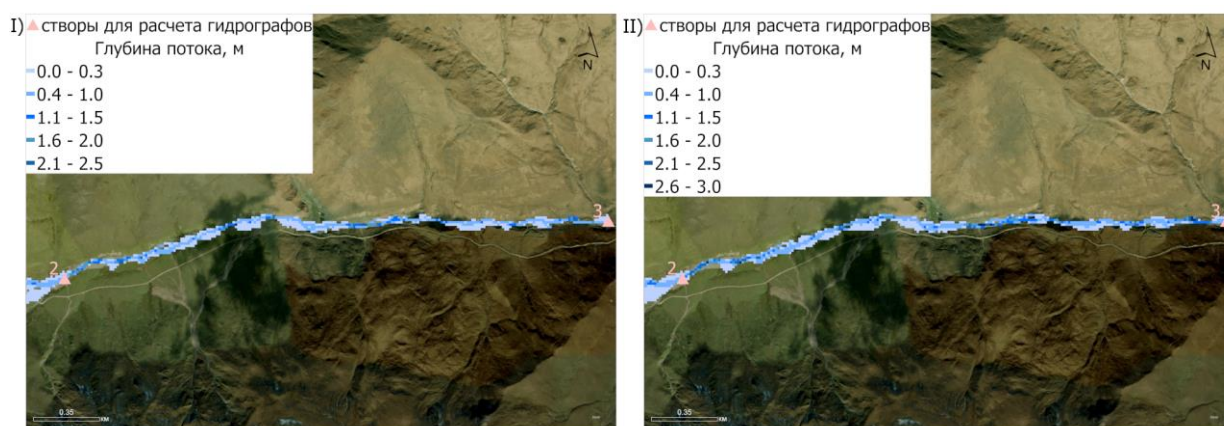 I) створы для расчета гидрографов
Глубина потока, м
0.0 - 0.3
0.4 - 1.0
1.1 - 1.5
1.6 - 2.0
2.1 - 2.5
N
2
3
0.35
км
II) створы для расчета гидрографов
Глубина потока, м
0.0 - 0.3
0.4 - 1.0
1.1 - 1.5
1.6 - 2.0
2.1 - 2.5
2.6 - 3.0
N
2
3
0.35
км